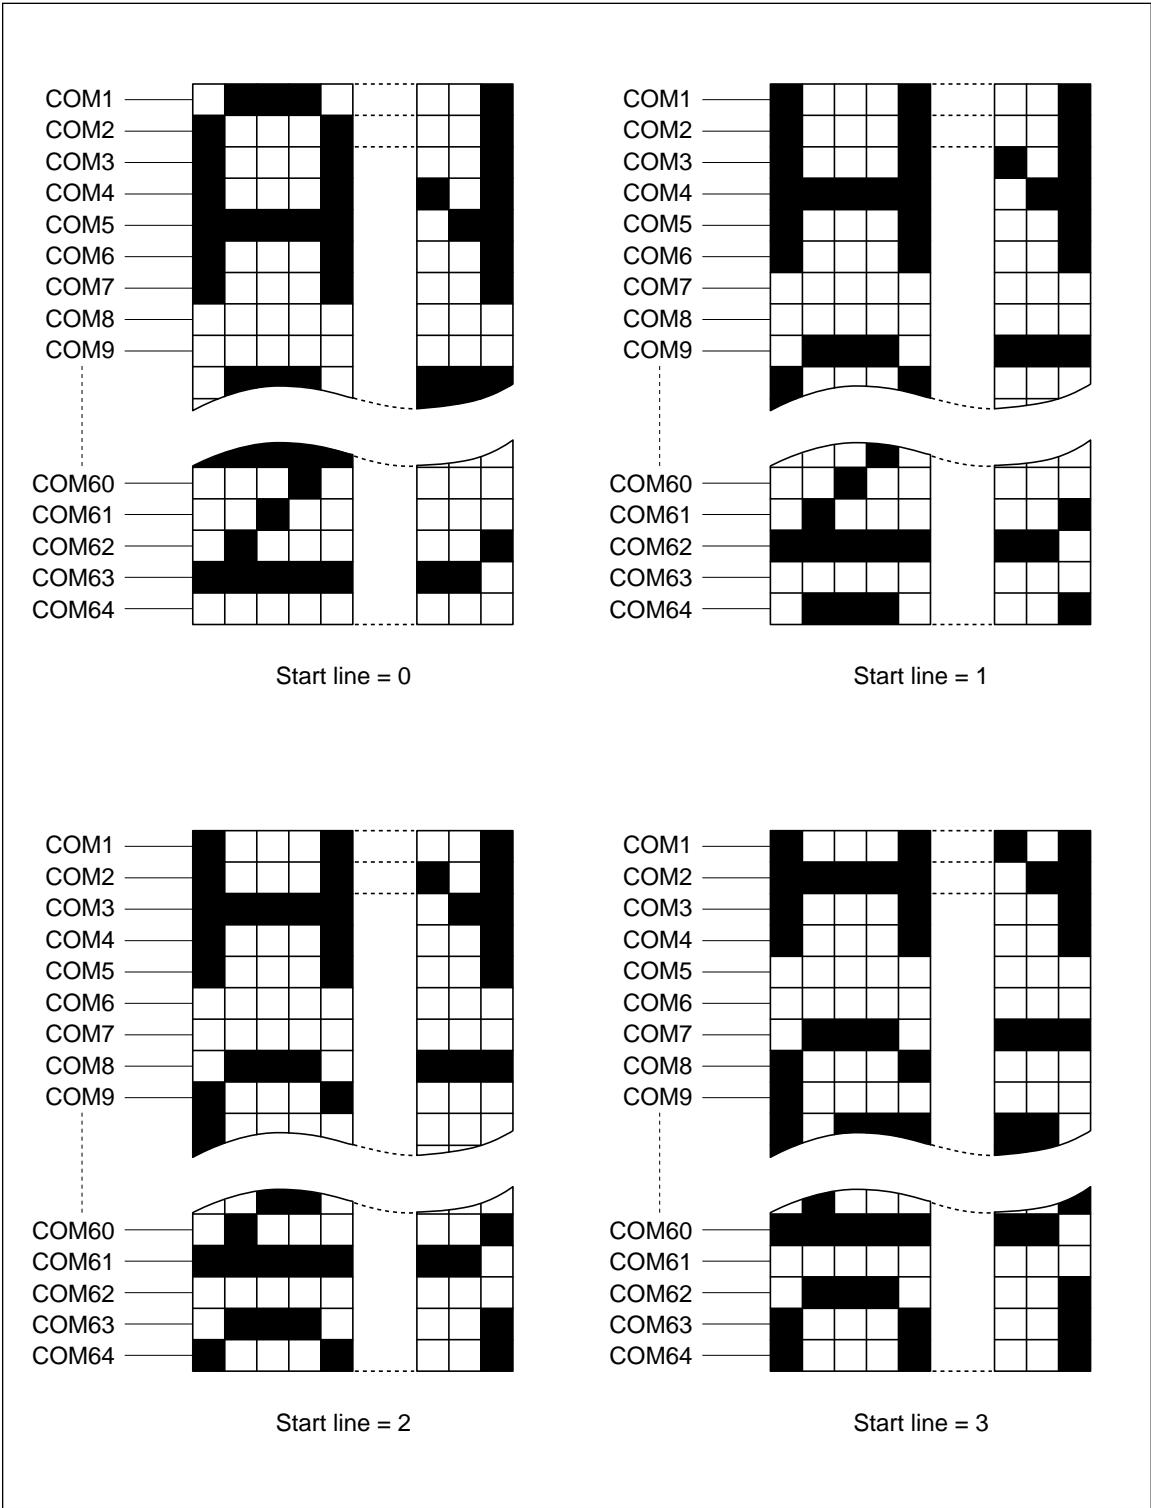 COM1
COM2
COM3
COM4
COM5
COM6
COM7
COM8
COM9
COM60
COM61
COM62
COM63
COM64
Start line = 0
COM1
COM2
COM3
COM4
COM5
COM6
COM7
COM8
COM9
COM60
COM61
COM62
COM63
COM64
Start line = 1
COM1
COM2
COM3
COM4
COM5
COM6
COM7
COM8
COM9
COM60
COM61
COM62
COM63
COM64
Start line = 2
COM1
COM2
COM3
COM4
COM5
COM6
COM7
COM8
COM9
COM60
COM61
COM62
COM63
COM64
Start line = 3